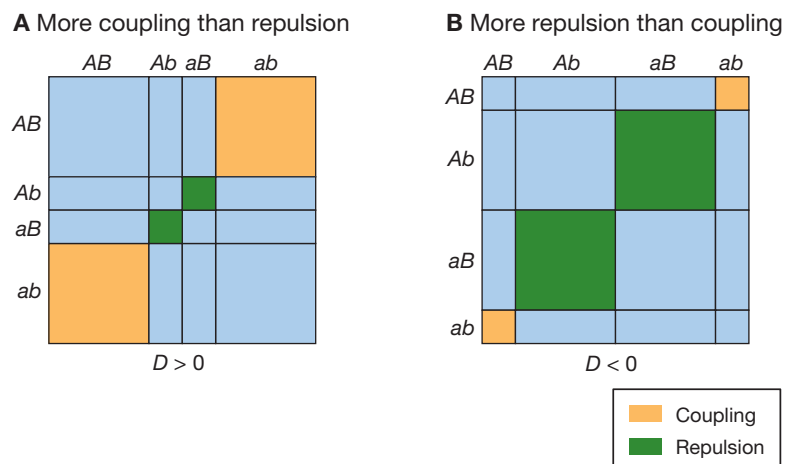 A More coupling than repulsion
AB Ab aB ab
AB
Ab
aB
ab
D > 0
B More repulsion than coupling
AB Ab aB ab
AB
Ab
aB
ab
D < 0
Coupling
Repulsion